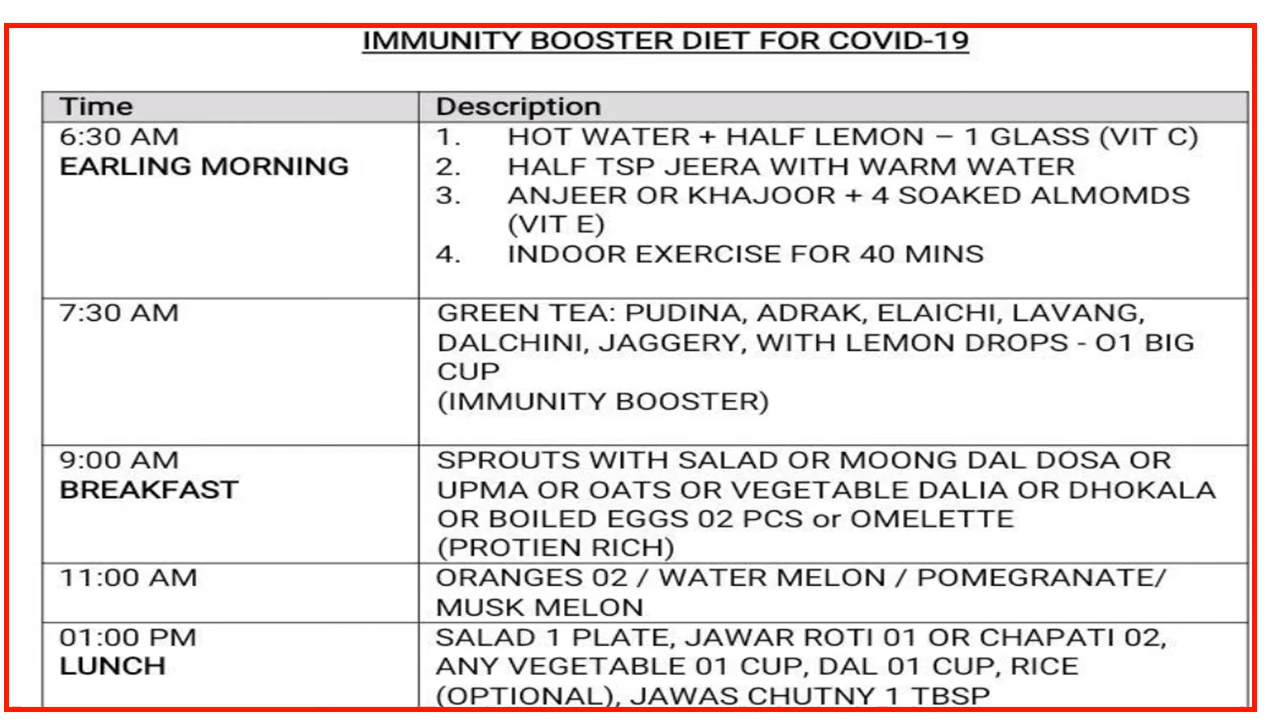 IMMUNITY BOOSTER DIET FOR COVID-19
Time Description
6:30 AM 1. HOT WATER + HALF LEMON – 1 GLASS (VIT C)
EARLING MORNING 2. HALF TSP JEERA WITH WARM WATER
3. ANJEER OR KHAJOOR + 4 SOAKED ALMOMDS
(VIT E)
4. INDOOR EXERCISE FOR 40 MINS
7:30 AM GREEN TEA: PUDINA, ADRAK, ELAICHI, LAVANG,
DALCHINI, JAGGERY, WITH LEMON DROPS - O1 BIG
CUP
(IMMUNITY BOOSTER)
9:00 AM SPROUTS WITH SALAD OR MOONG DAL DOSA OR
BREAKFAST UPMA OR OATS OR VEGETABLE DALIA OR DHOKALA
OR BOILED EGGS 02 PCS or OMELETTE
(PROTIEN RICH)
11:00 AM ORANGES 02 / WATER MELON / POMEGRANATE/
MUSK MELON
01:00 PM SALAD 1 PLATE, JAWAR ROTI 01 OR CHAPATI 02,
LUNCH ANY VEGETABLE 01 CUP, DAL 01 CUP, RICE
(OPTIONAL), JAWAS CHUTNY 1 TBSP